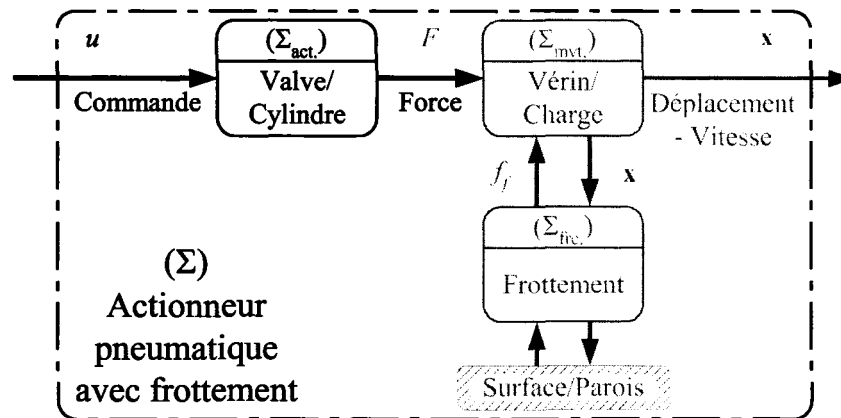 u
(Σact.)
Valve/
Cylindre
Commande
F
Force
(Σmvt.)
Vérin/
Charge
x
Déplacement
- Vitesse
ff
x
(Σfrc.)
Frottement
Surface/Parois
(Σ)
Actionneur
pneumatique
avec frottement